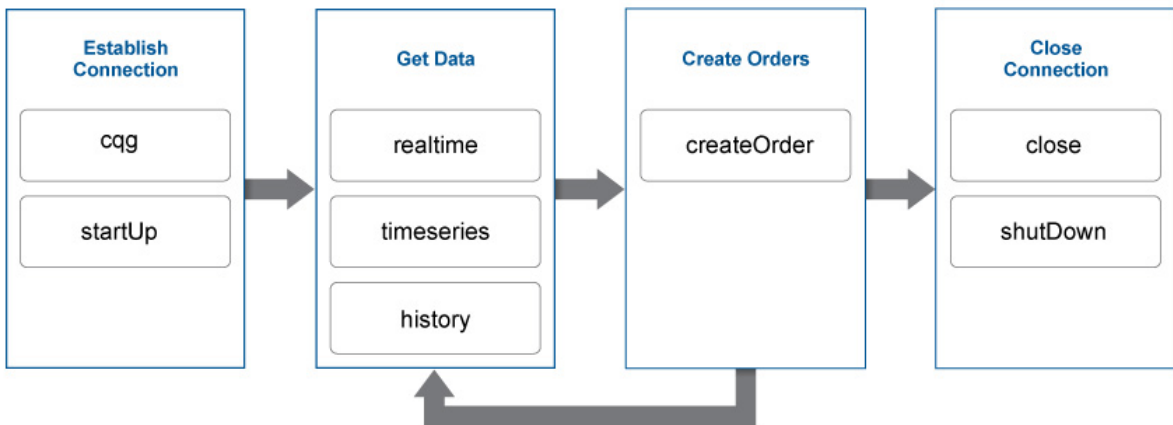 Establish
Connection
cqg
startUp
Get Data
realtime
timeseries
history
Create Orders
createOrder
Close
Connection
close
shutDown